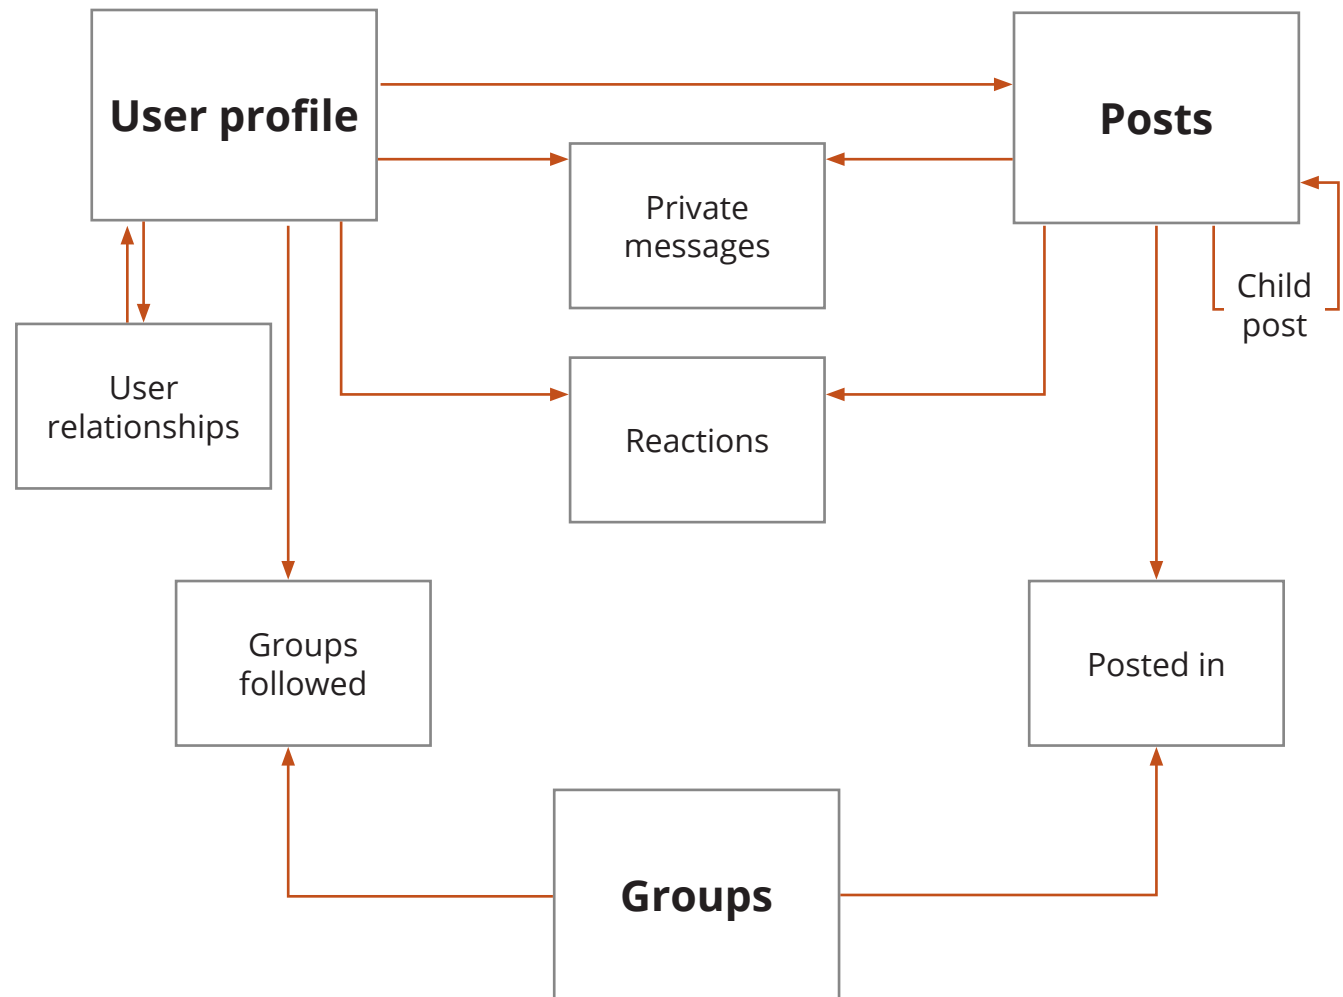 User profile
Posts
Private
messages
Child
post
User
relationships
Reactions
Groups
followed
Posted in
Groups